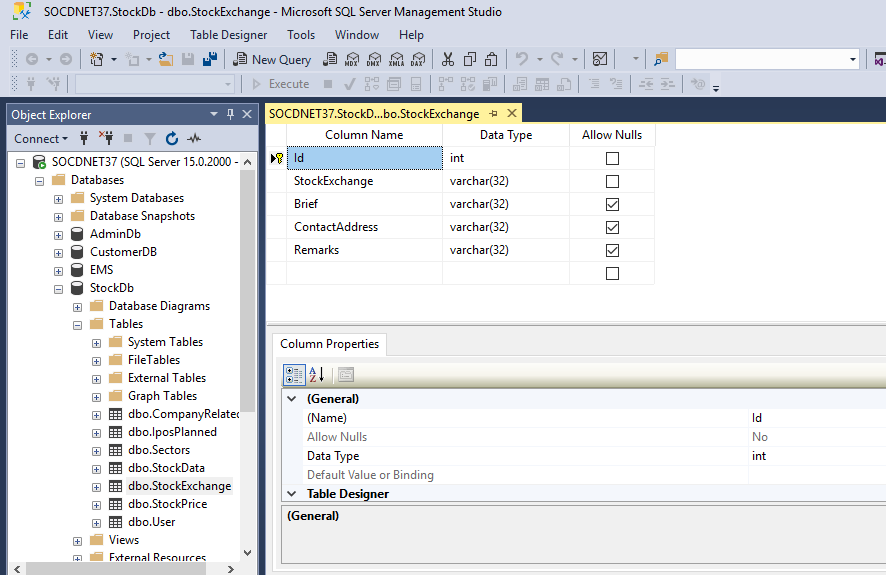 SOCDNET37.StockDb - dbo.StockExchange - Microsoft SQL Server Management Studio
File Edit View Project Table Designer Tools Window Help
New Query MDX DMX XMLA DAX
Execute
Object Explorer
Connect
SOCDNET37 (SQL Server 15.0.2000 -
Databases
System Databases
Database Snapshots
AdminDb
CustomerDB
EMS
StockDb
Database Diagrams
Tables
System Tables
FileTables
External Tables
Graph Tables
dbo.CompanyRelated
dbo.IposPlanned
dbo.Sectors
dbo.StockData
dbo.StockExchange
dbo.StockPrice
dbo.User
Views
External Resources
SOCDNET37.StockD...bo.StockExchange
Column Name Data Type Allow Nulls
Id int
StockExchange varchar(32)
Brief varchar(32)
ContactAddress varchar(32)
Remarks varchar(32)
Column Properties
A
Z
(General)
(Name) Id
Allow Nulls No
Data Type int
Default Value or Binding
Table Designer
(General)